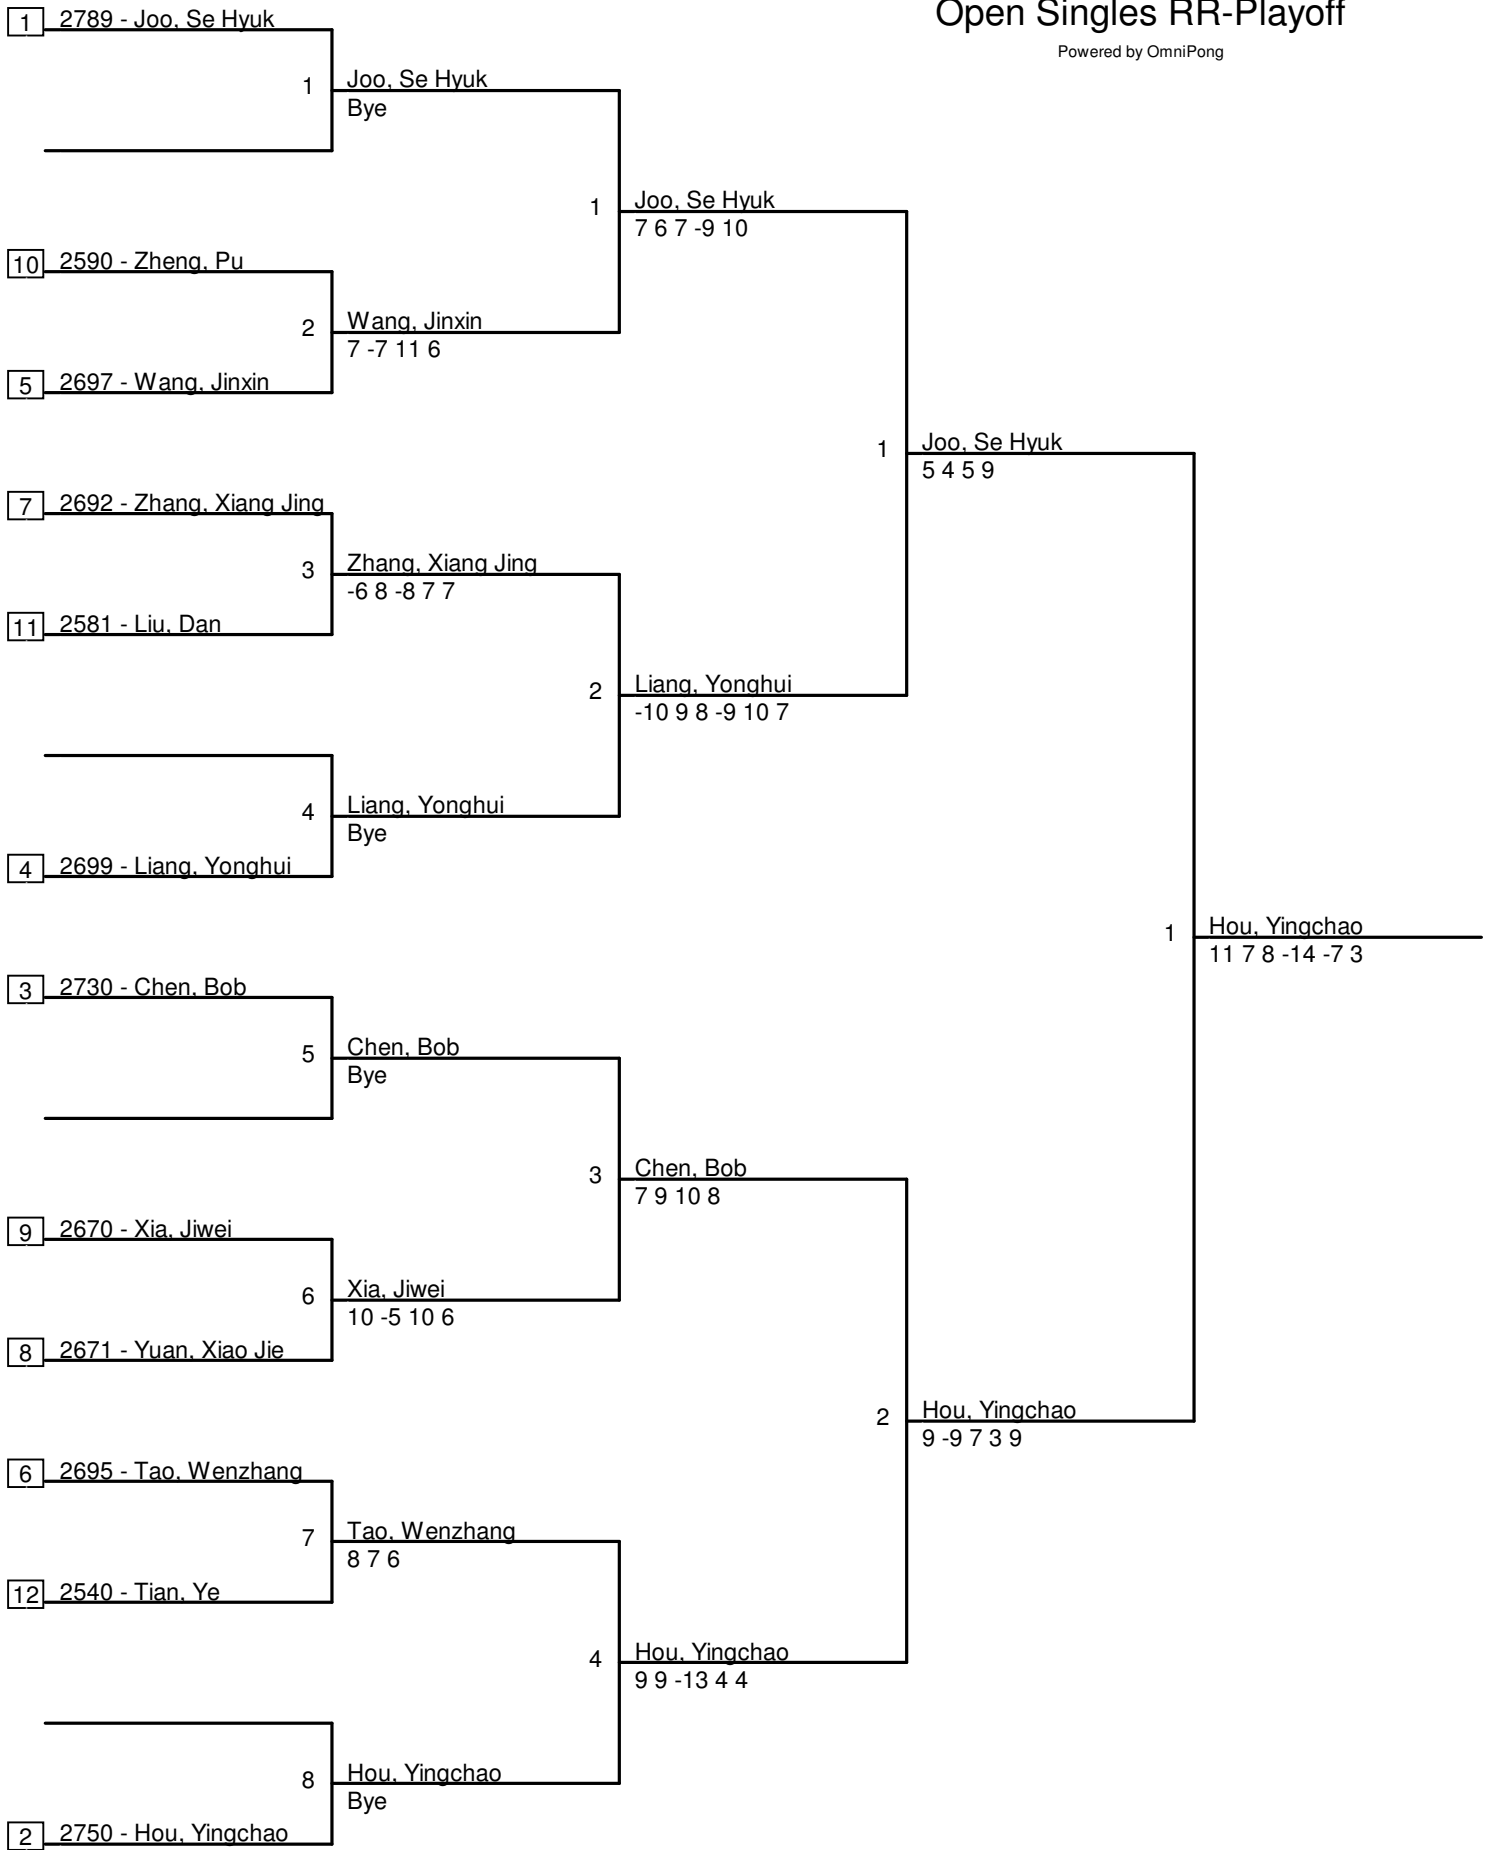 Open Singles RR-Playoff
Powered by OmniPong
1 2789 - Joo, Se Hyuk
1 Joo, Se Hyuk
Bye
1 Joo, Se Hyuk
7 6 7 -9 10
10 2590 - Zheng, Pu
2 Wang, Jinxin
7 -7 11 6
5 2697 - Wang, Jinxin
1 Joo, Se Hyuk
5 4 5 9
7 2692 - Zhang, Xiang Jing
3 Zhang, Xiang Jing
-6 8 -8 7 7
11 2581 - Liu, Dan
2 Liang, Yonghui
-10 9 8 -9 10 7
4 Liang, Yonghui
Bye
4 2699 - Liang, Yonghui
1 Hou, Yingchao
11 7 8 -14 -7 3
3 2730 - Chen, Bob
5 Chen, Bob
Bye
3 Chen, Bob
7 9 10 8
9 2670 - Xia, Jiwei
6 Xia, Jiwei
10 -5 10 6
8 2671 - Yuan, Xiao Jie
2 Hou, Yingchao
9 -9 7 3 9
6 2695 - Tao, Wenzhang
7 Tao, Wenzhang
8 7 6
12 2540 - Tian, Ye
4 Hou, Yingchao
9 9 -13 4 4
8 Hou, Yingchao
Bye
2 2750 - Hou, Yingchao